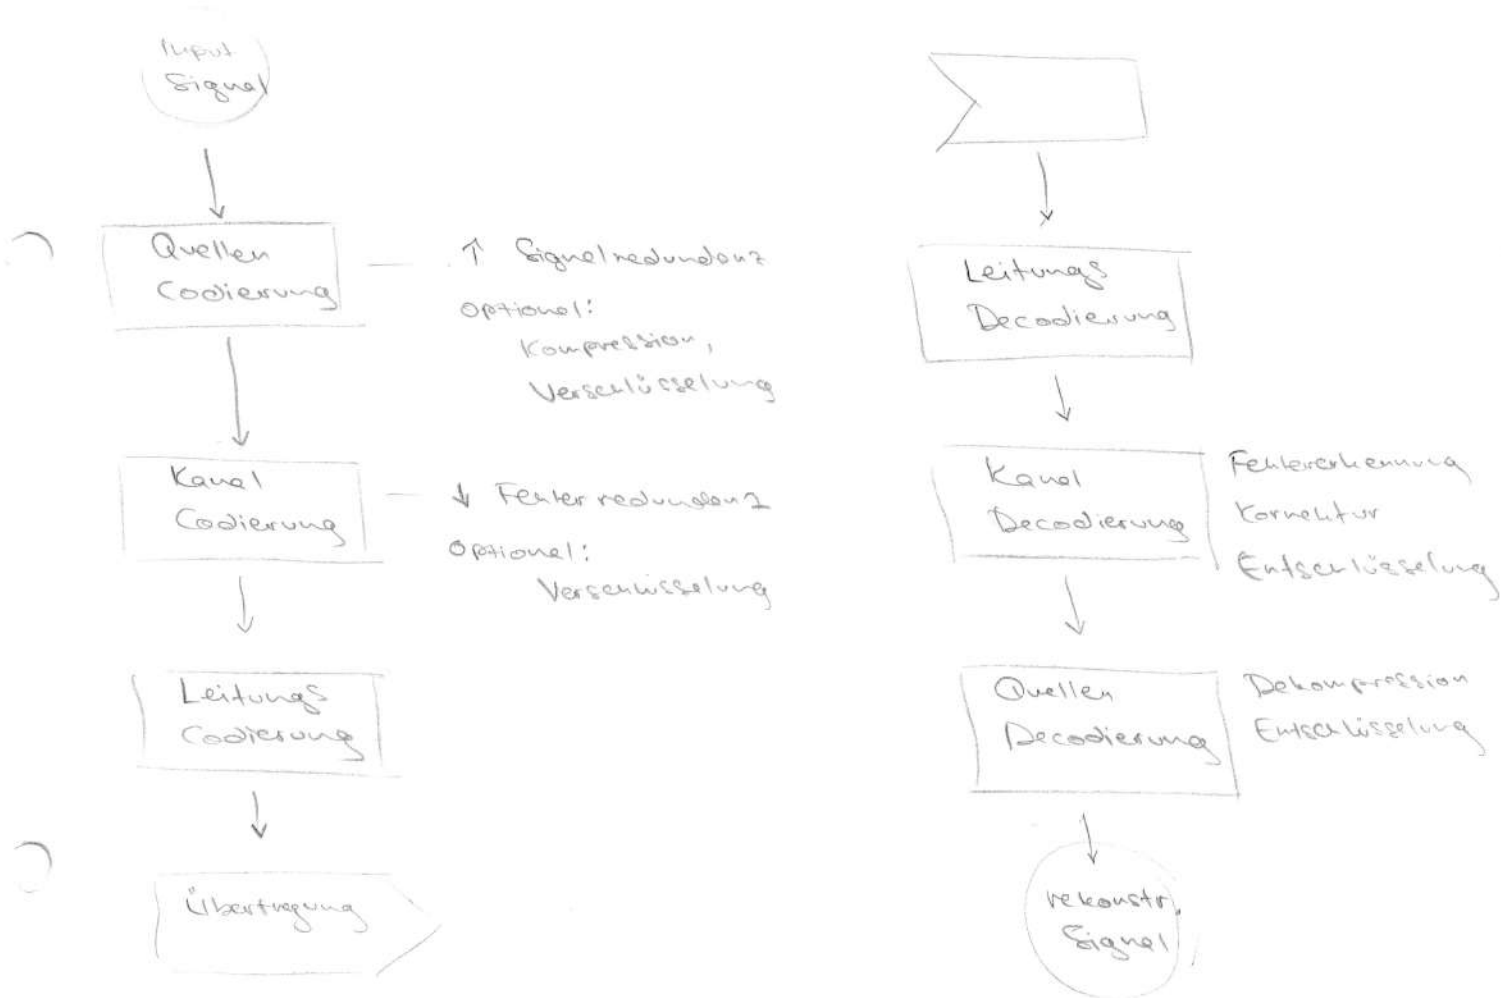 Input
Signal
Quellen
Codierung
↑ Signalredundanz
Optional:
Kompression,
Verschlüsselung
Kanal
Codierung
↓ Fehlerredundanz
Optional:
Verschlüsselung
Leitungs
Codierung
Übertragung
Leitungs
Decodierung
Kanal
Decodierung
Fehlererkennung
Korrektur
Entschlüsselung
Quellen
Decodierung
Dekompression
Entschlüsselung
rekonstr.
Signal